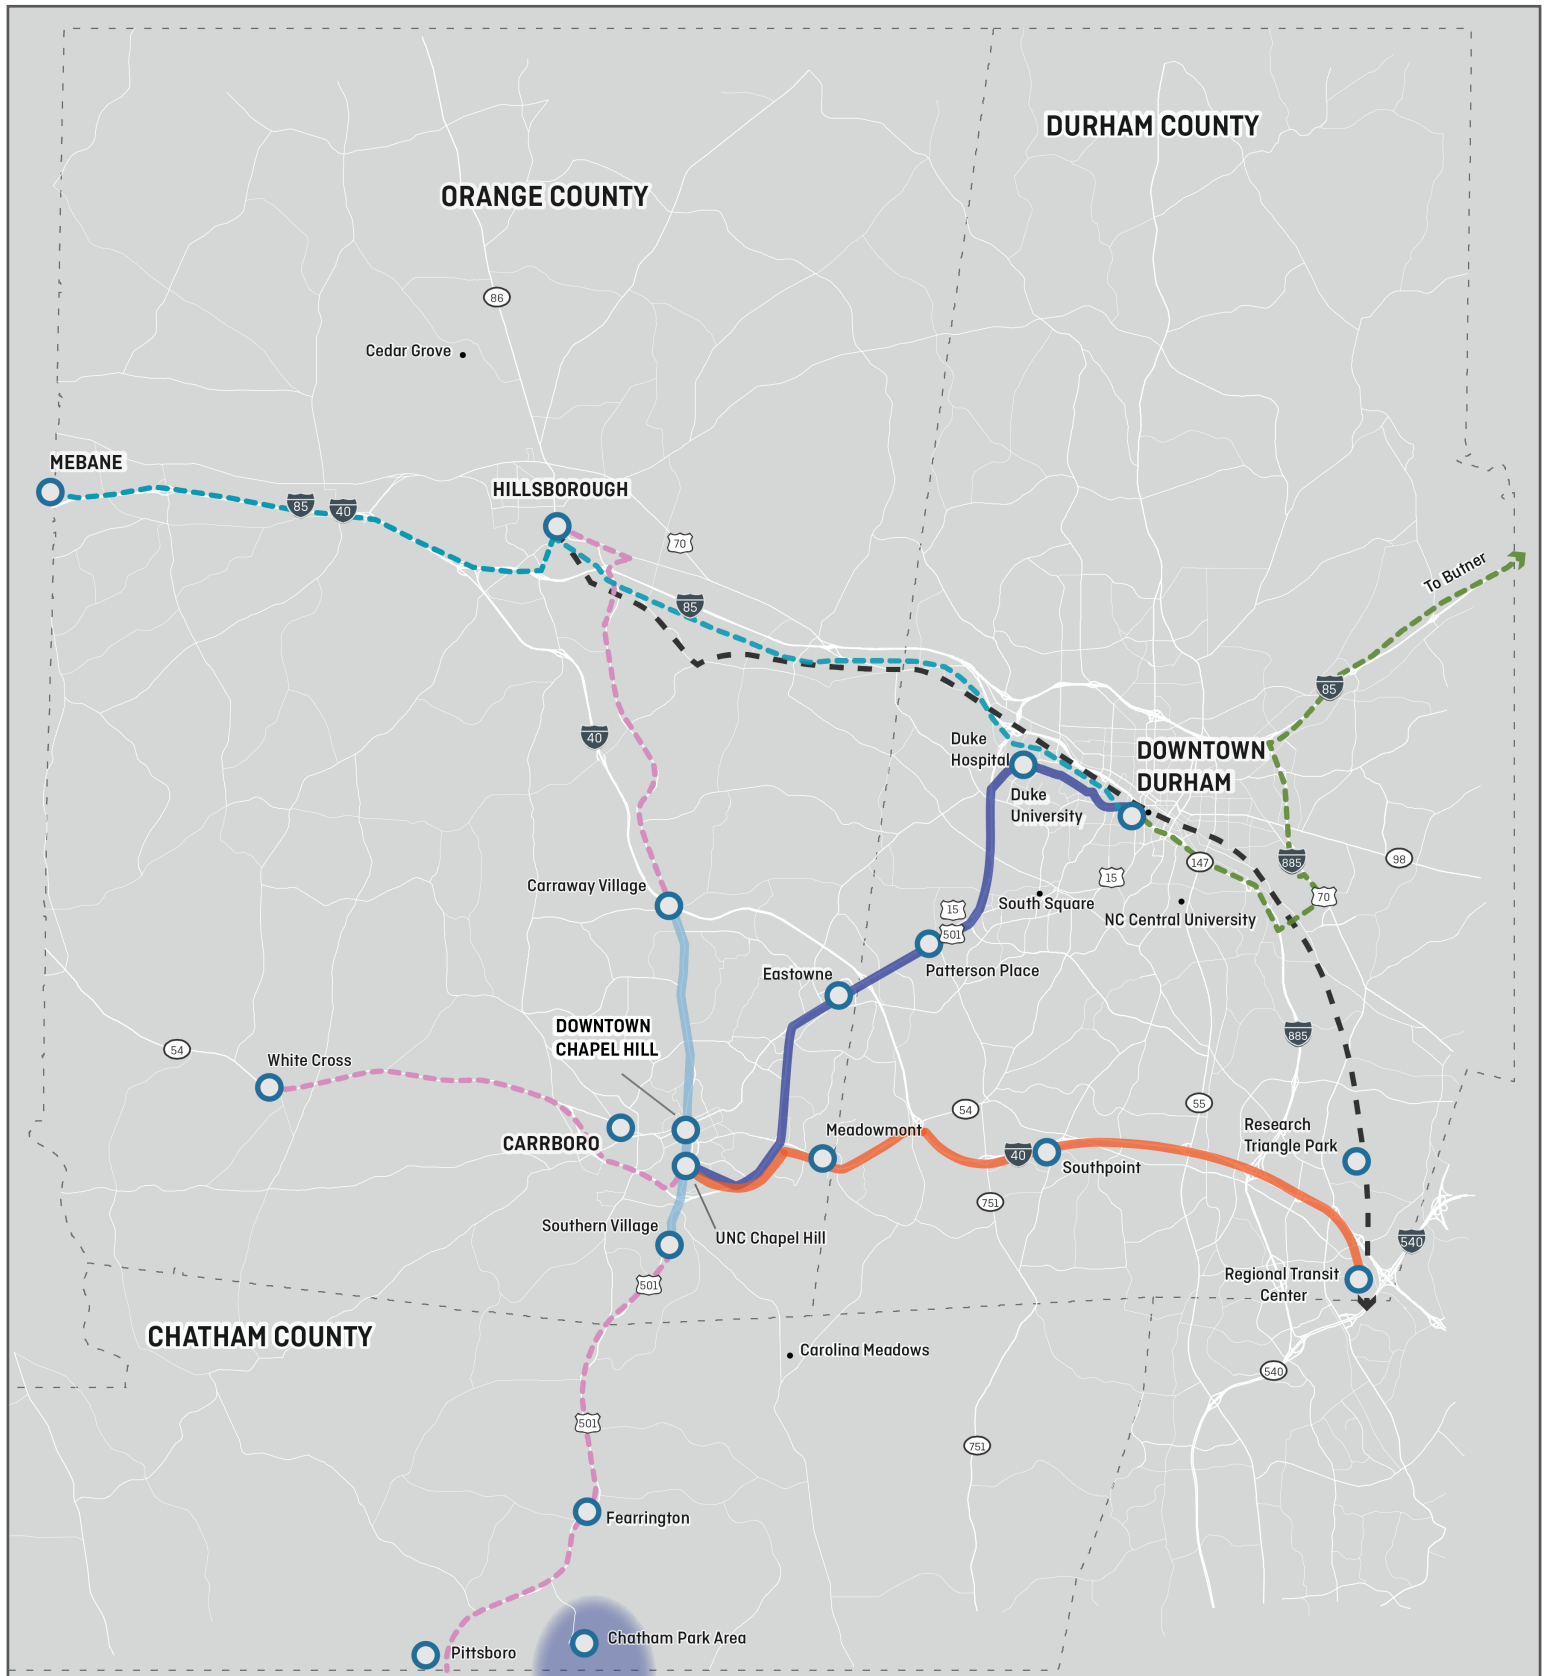 DURHAM COUNTY
ORANGE COUNTY
86
Cedar Grove
MEBANE
HILLSBOROUGH
85
40
70
To Butner
85
85
40
Duke
Hospital
DOWNTOWN
DURHAM
Duke
University
147
885
98
15
70
Carraway Village
15
South Square
NC Central University
501
Patterson Place
Eastowne
DOWNTOWN
CHAPEL HILL
885
54
White Cross
54
55
Meadowmont
Research
Triangle Park
CARRBORO
40
Southpoint
751
Southern Village
UNC Chapel Hill
540
501
Regional Transit
Center
CHATHAM COUNTY
Carolina Meadows
540
501
751
Fearrington
Chatham Park Area
Pittsboro